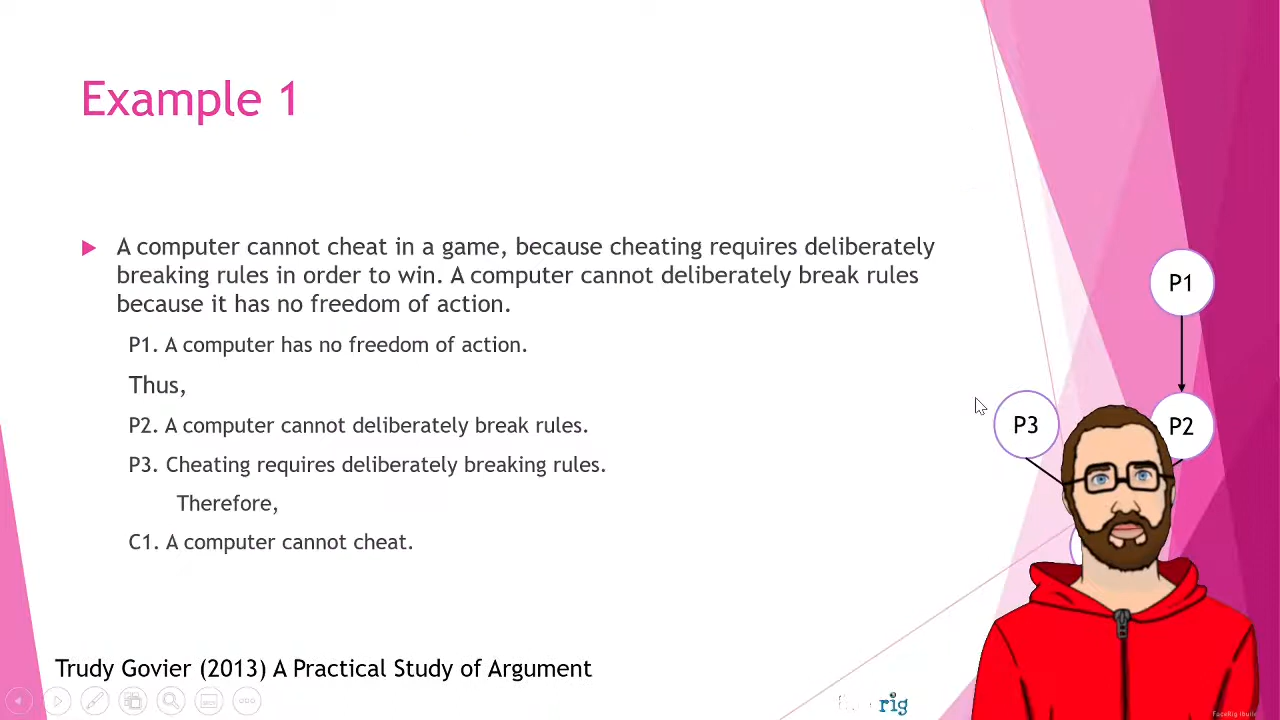 Example 1
A computer cannot cheat in a game, because cheating requires deliberately
breaking rules in order to win. A computer cannot deliberately break rules
because it has no freedom of action.
P1. A computer has no freedom of action.
Thus,
P2. A computer cannot deliberately break rules.
P3. Cheating requires deliberately breaking rules.
Therefore,
C1. A computer cannot cheat.
P1
P3
P2
Trudy Govier (2013) A Practical Study of Argument
rig